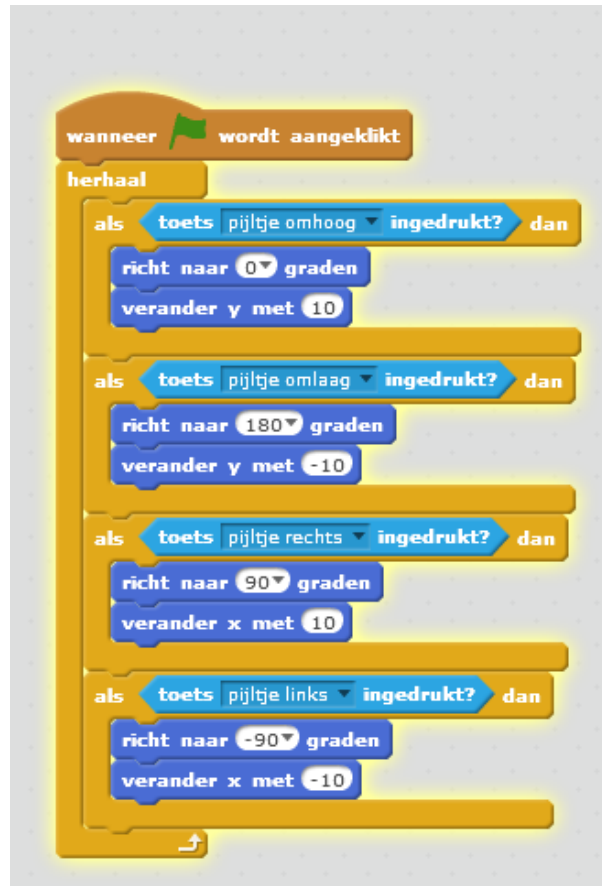 wanneer wordt aangeklikt
herhaal
als toets pijltje omhoog ingedrukt? dan
richt naar 0 graden
verander y met 10
als toets pijltje omlaag ingedrukt? dan
richt naar 180 graden
verander y met -10
als toets pijltje rechts ingedrukt? dan
richt naar 90 graden
verander x met 10
als toets pijltje links ingedrukt? dan
richt naar -90 graden
verander x met -10